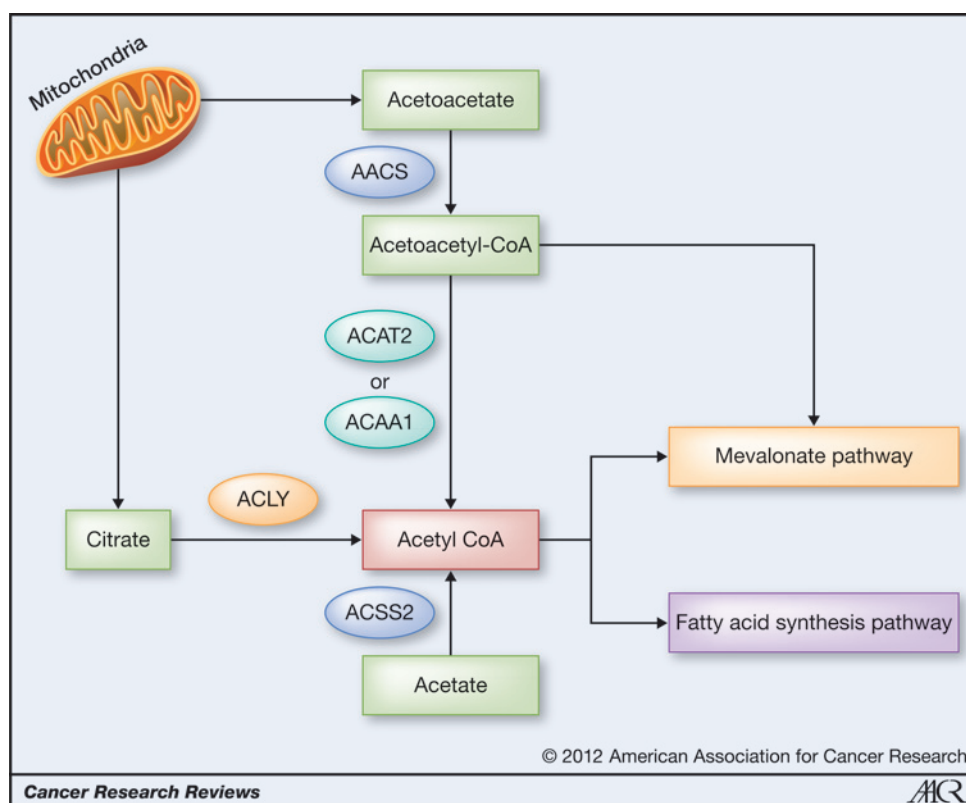 Mitochondria
Acetoacetate
AACS
Acetoacetyl-CoA
ACAT2
or
ACAA1
Mevalonate pathway
ACLY
Citrate
Acetyl CoA
ACSS2
Fatty acid synthesis pathway
Acetate
© 2012 American Association for Cancer Research
Cancer Research Reviews
AACR